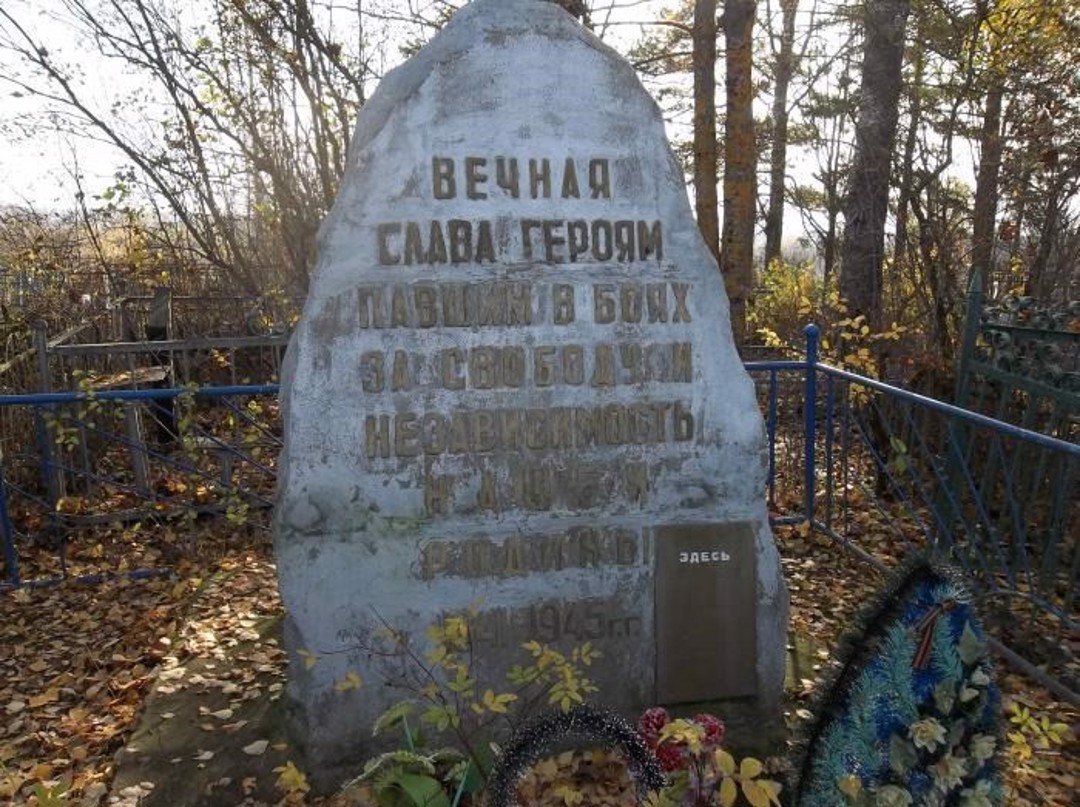 ВЕЧНАЯ
СЛАВА ГЕРОЯМ
ПАВШИМ В БОЯХ
ЗА СВОБОДУ И
НЕЗАВИСИМОСТЬ
НАШЕЙ
РОДИНЫ
1941-1945 г.г.
ЗДЕСЬ